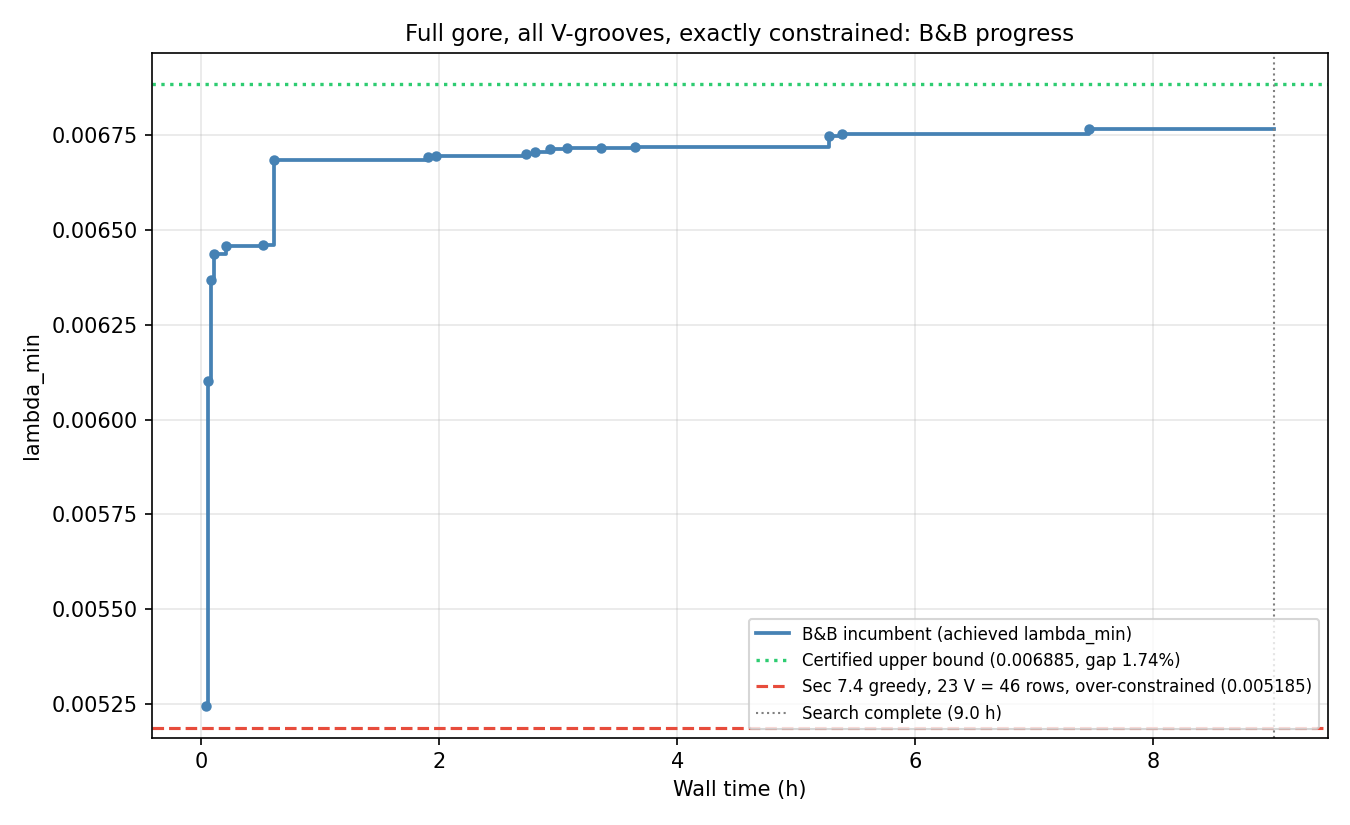 Full gore, all V-grooves, exactly constrained: B&B progress
lambda_min
0.00675
0.00650
0.00625
0.00600
0.00575
0.00550
0.00525
B&B incumbent (achieved lambda_min)
Certified upper bound (0.006885, gap 1.74%)
Sec 7.4 greedy, 23 V = 46 rows, over-constrained (0.005185)
Search complete (9.0 h)
0 2 4 6 8
Wall time (h)